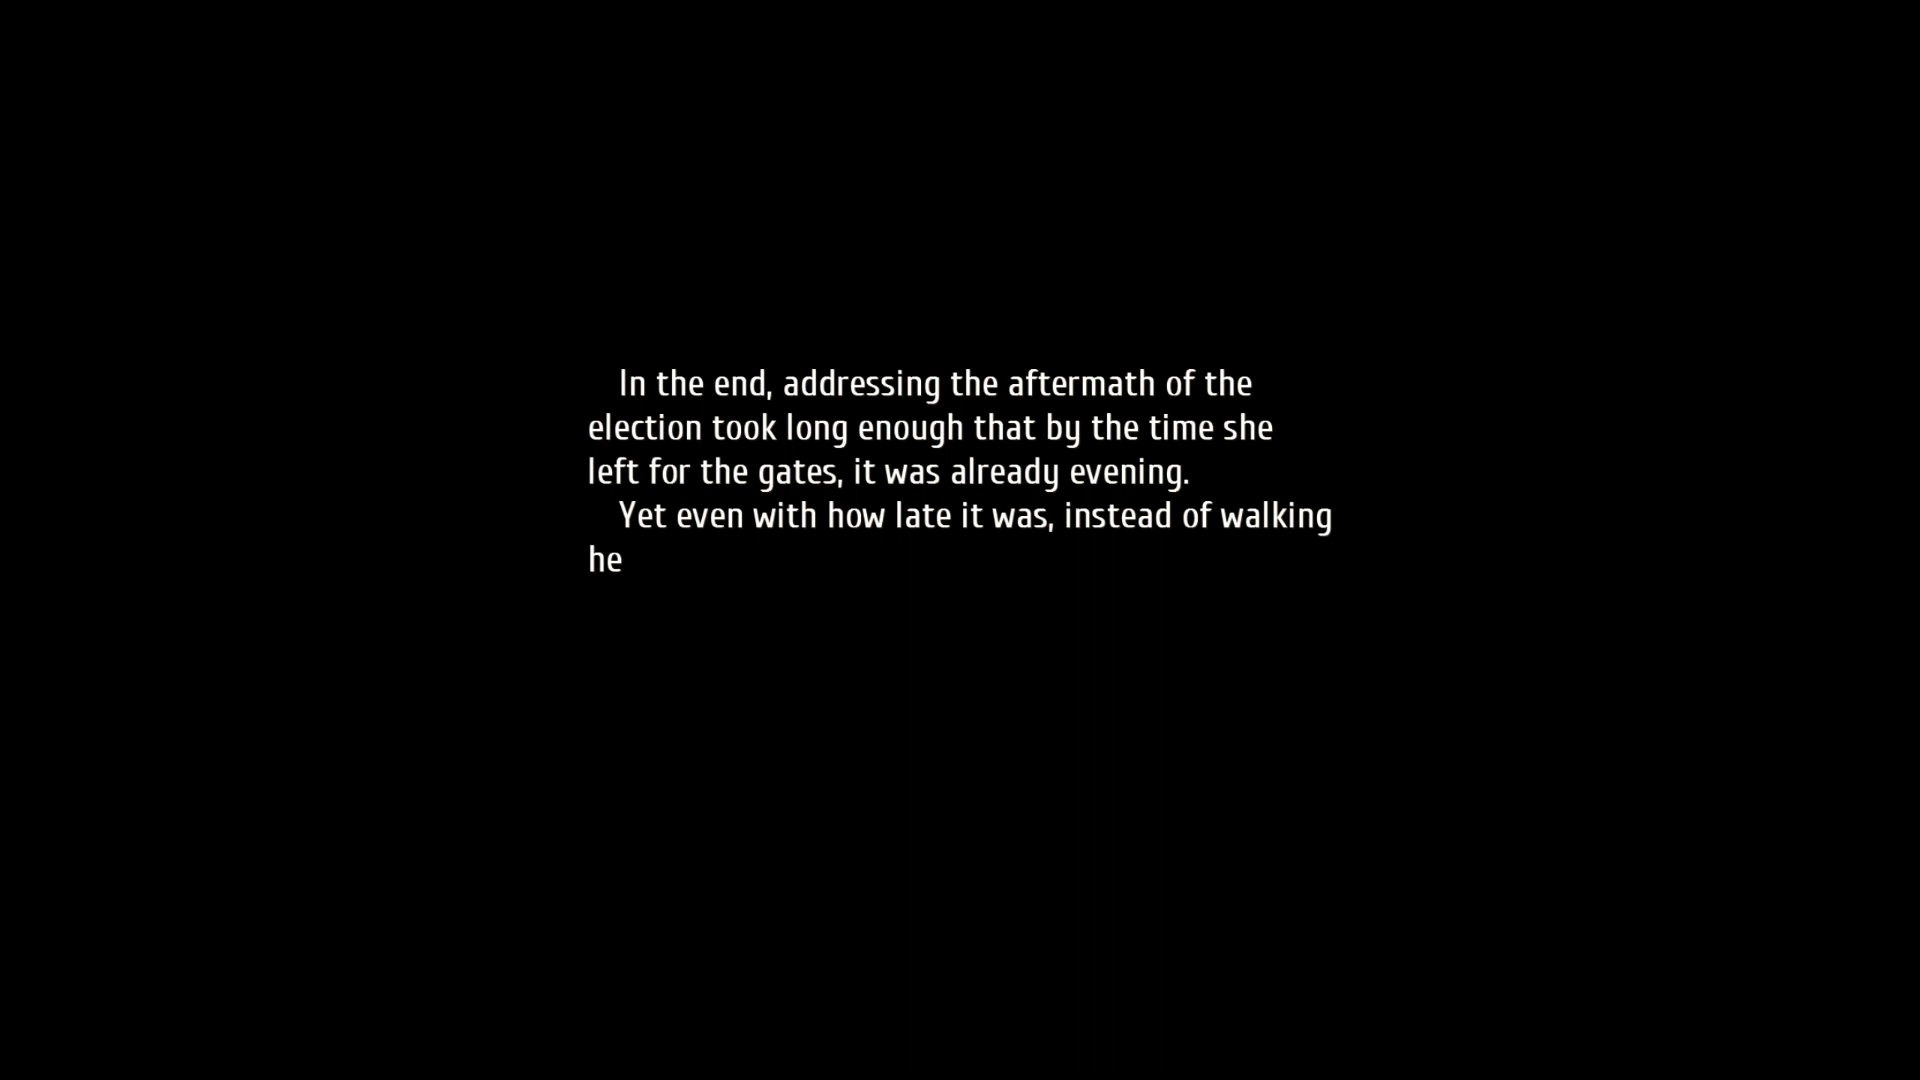 In the end, addressing the aftermath of the
election took long enough that by the time she
left for the gates, it was already evening.
Yet even with how late it was, instead of walking
he